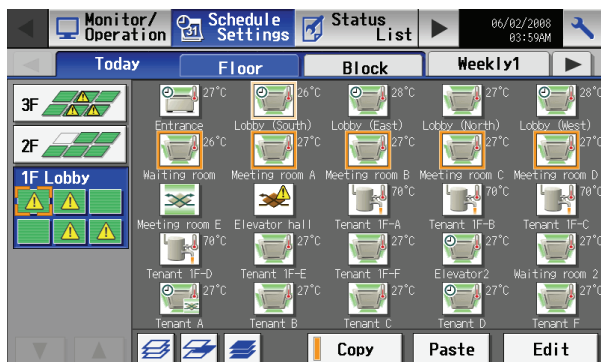 Monitor/ Operation
Schedule Settings
Status List
06/02/2008
03:59AM
Today Floor Block Weekly1
3F
2F
1F Lobby
27°C 26°C 28°C 27°C 28°C
Entrance Lobby (South) Lobby (East) Lobby (North) Lobby (West)
26°C 27°C 27°C 27°C 27°C
Waiting room Meeting room A Meeting room B Meeting room C Meeting room D
70°C 70°C 70°C
Meeting room E Elevator hall Tenant 1F-A Tenant 1F-B Tenant 1F-C
70°C 27°C 27°C 27°C 27°C
Tenant 1F-D Tenant 1F-E Tenant 1F-F Elevator2 Waiting room 2
27°C 27°C 27°C 27°C 27°C
Tenant A Tenant B Tenant C Tenant D Tenant F
Copy Paste Edit